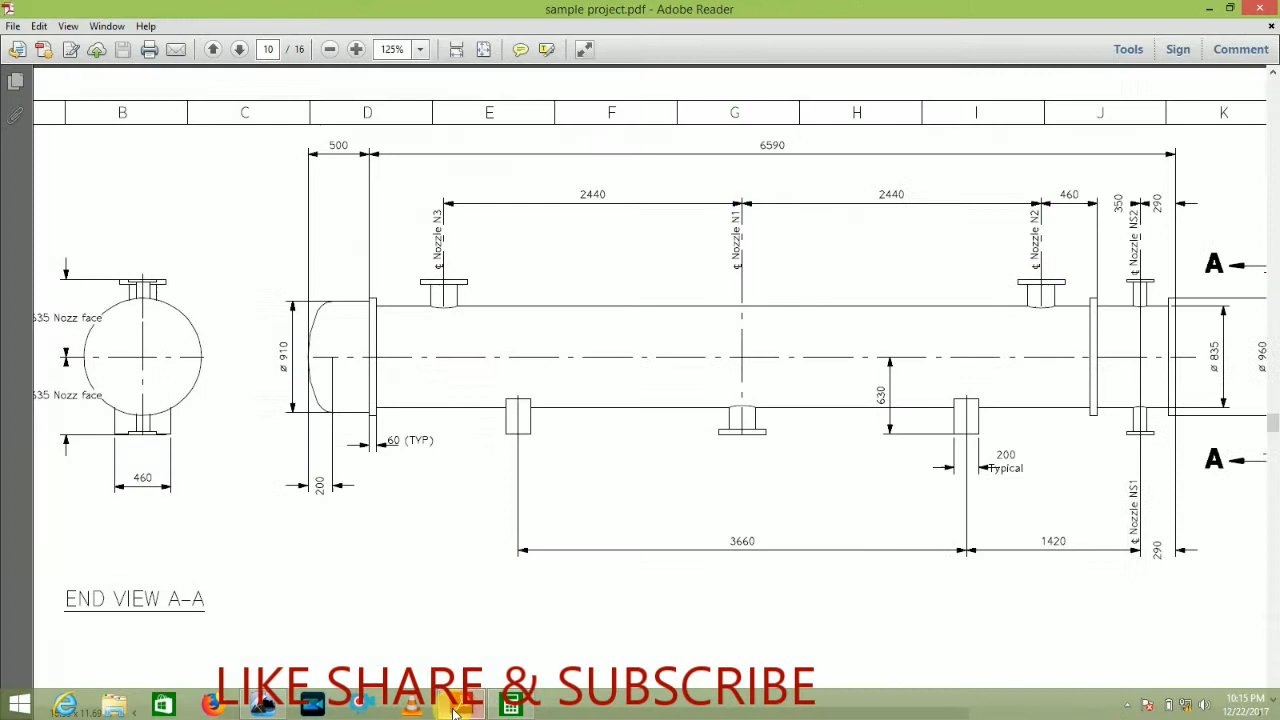 sample project.pdf - Adobe Reader
File Edit View Window Help
10 / 16 125% Tools Sign Comment
B C D E F G H I J K
500 6590
2440 2440 460 350 290
℄ Nozzle N3 ℄ Nozzle N1 ℄ Nozzle N2 ℄ Nozzle NS2
A
635 Nozz face
ø 910 630 ø 835 ø 960
635 Nozz face
60 (TYP)
200
Typical
A
460 200
℄ Nozzle NS1
3660 1420 290
END VIEW A-A
LIKE SHARE & SUBSCRIBE
10:15 PM
12/22/2017